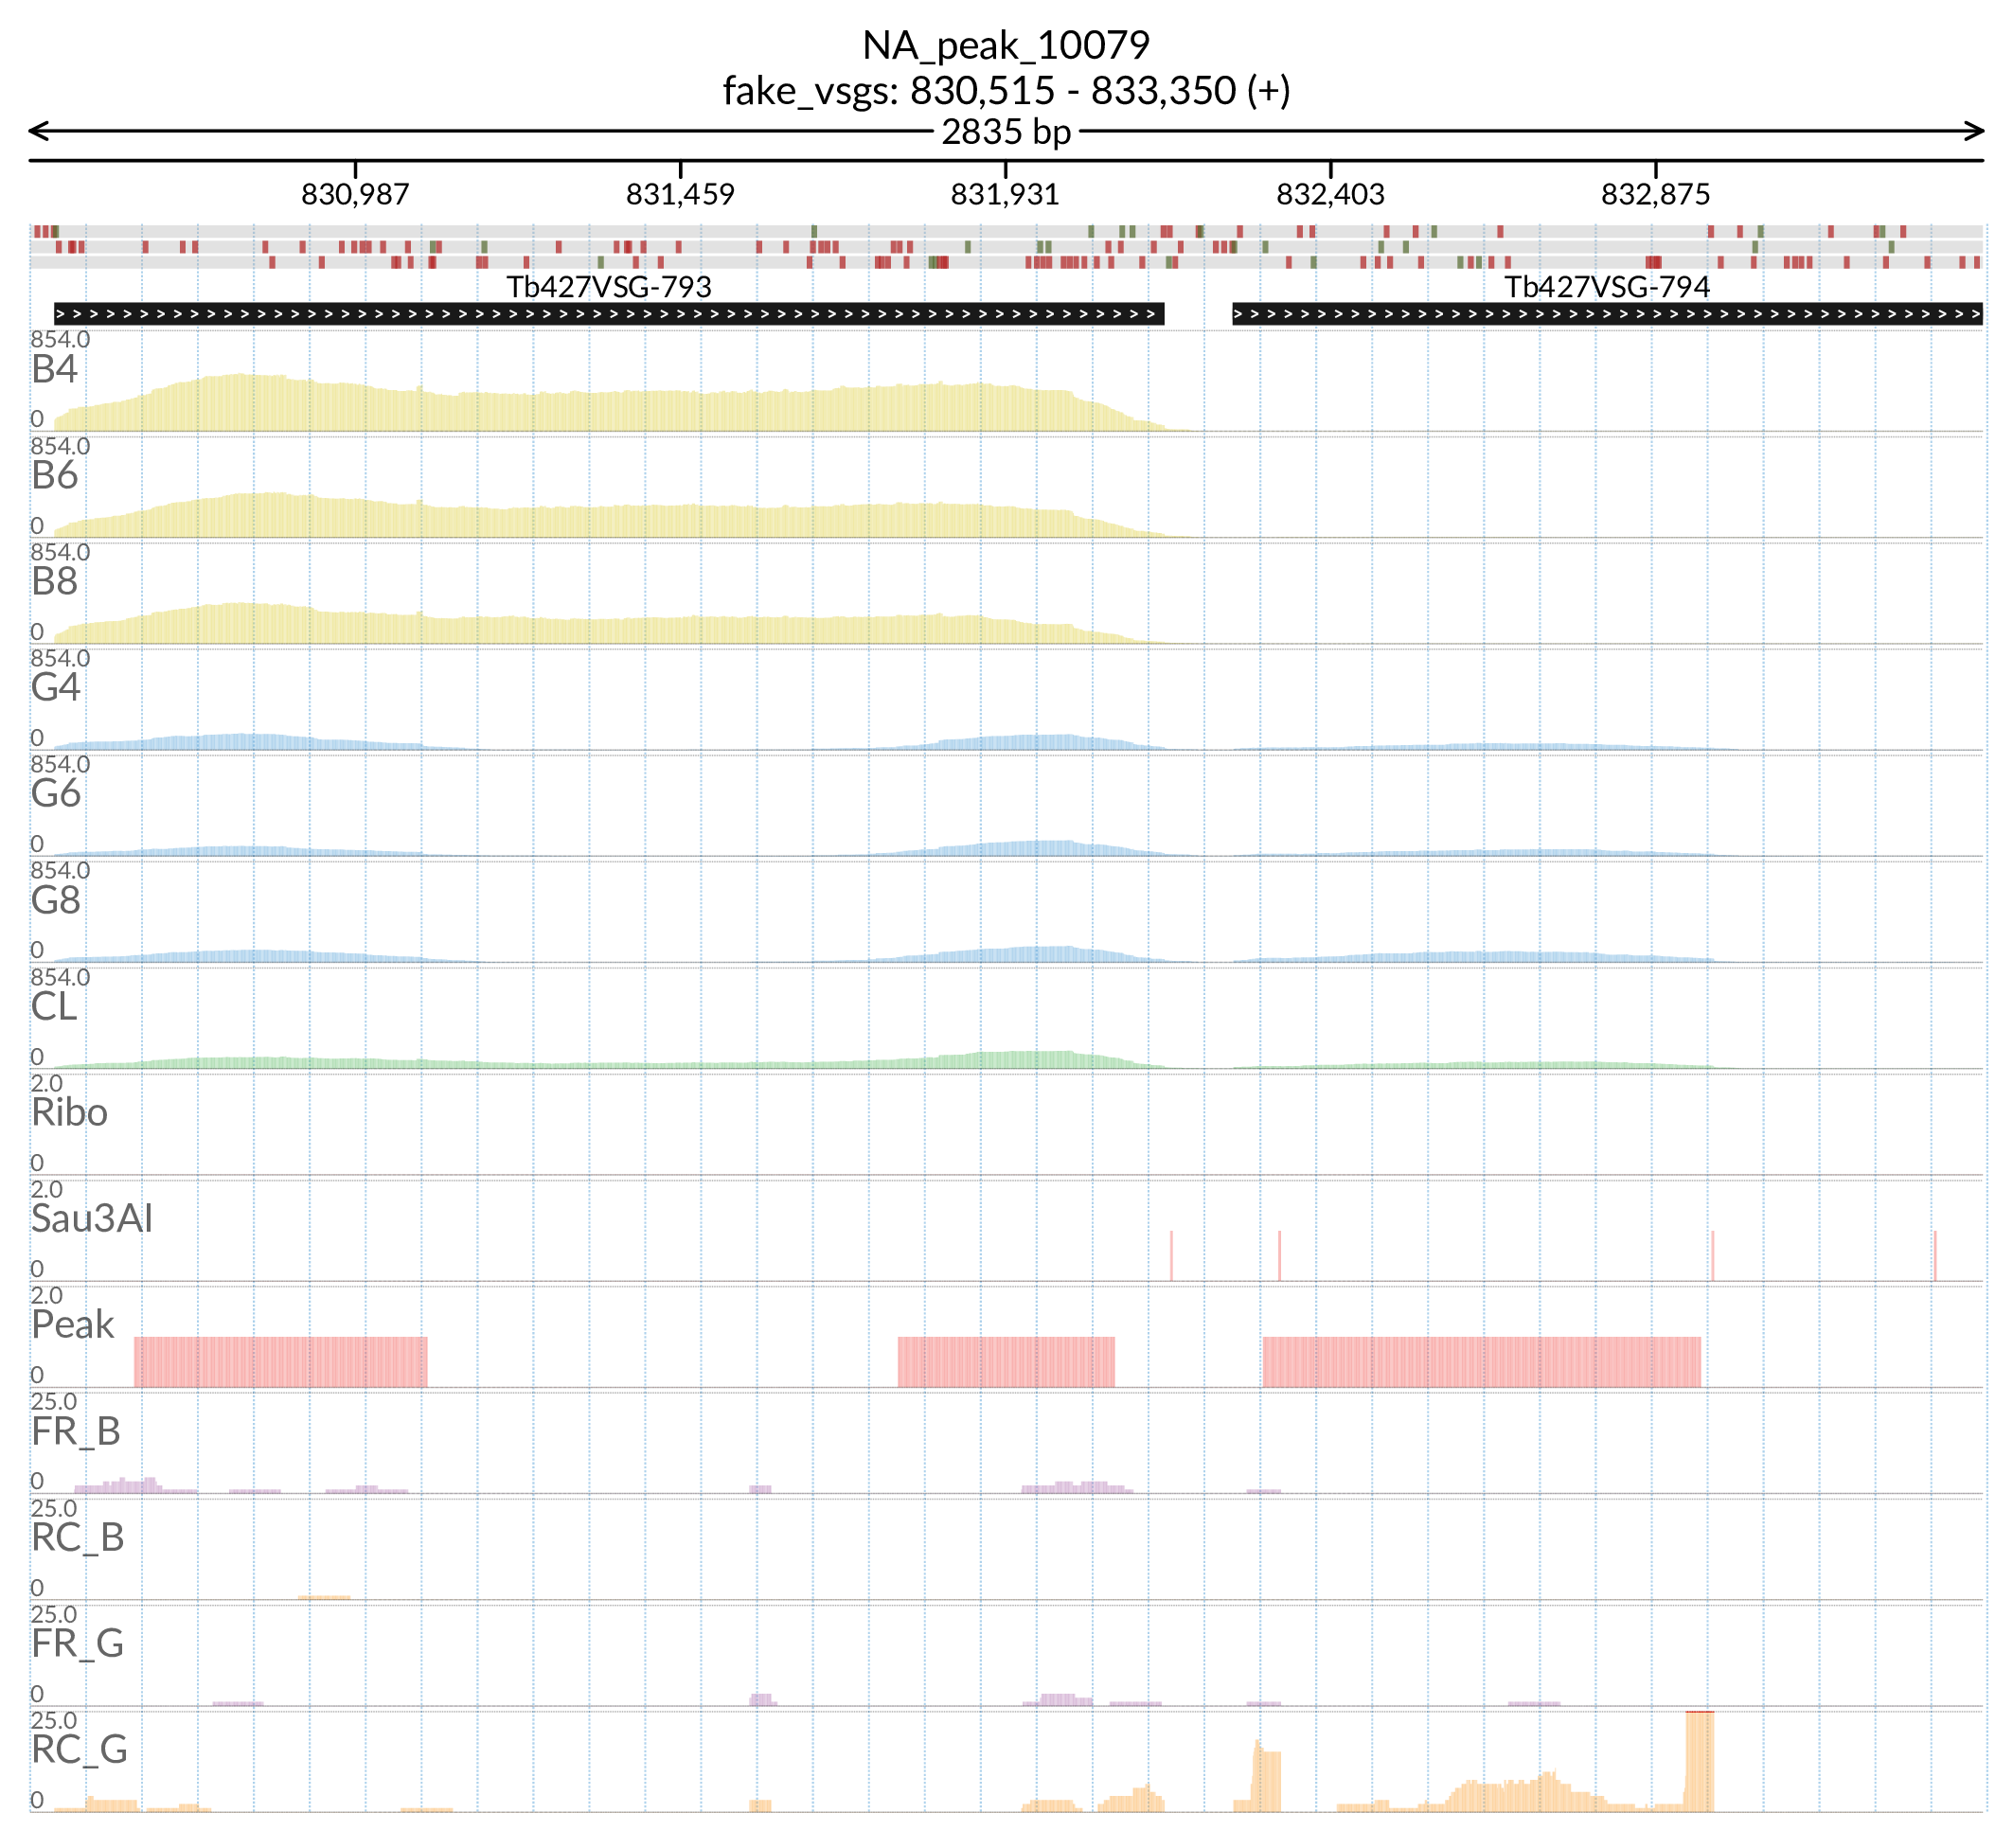 NA_peak_10079
fake_vsgs: 830,515 - 833,350 (+)
2835 bp
830,987 831,459 831,931 832,403 832,875
Tb427VSG-793 Tb427VSG-794
854.0
B4
0
854.0
B6
0
854.0
B8
0
854.0
G4
0
854.0
G6
0
854.0
G8
0
854.0
CL
0
2.0
Ribo
0
2.0
Sau3AI
0
2.0
Peak
0
25.0
FR_B
0
25.0
RC_B
0
25.0
FR_G
0
25.0
RC_G
0